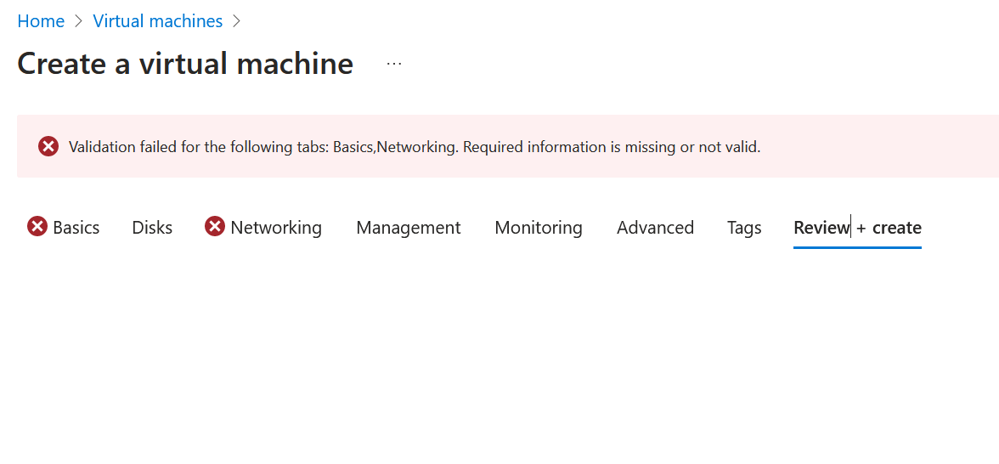 Home > Virtual machines >
Create a virtual machine ...
Validation failed for the following tabs: Basics,Networking. Required information is missing or not valid.
Basics Disks Networking Management Monitoring Advanced Tags Review + create